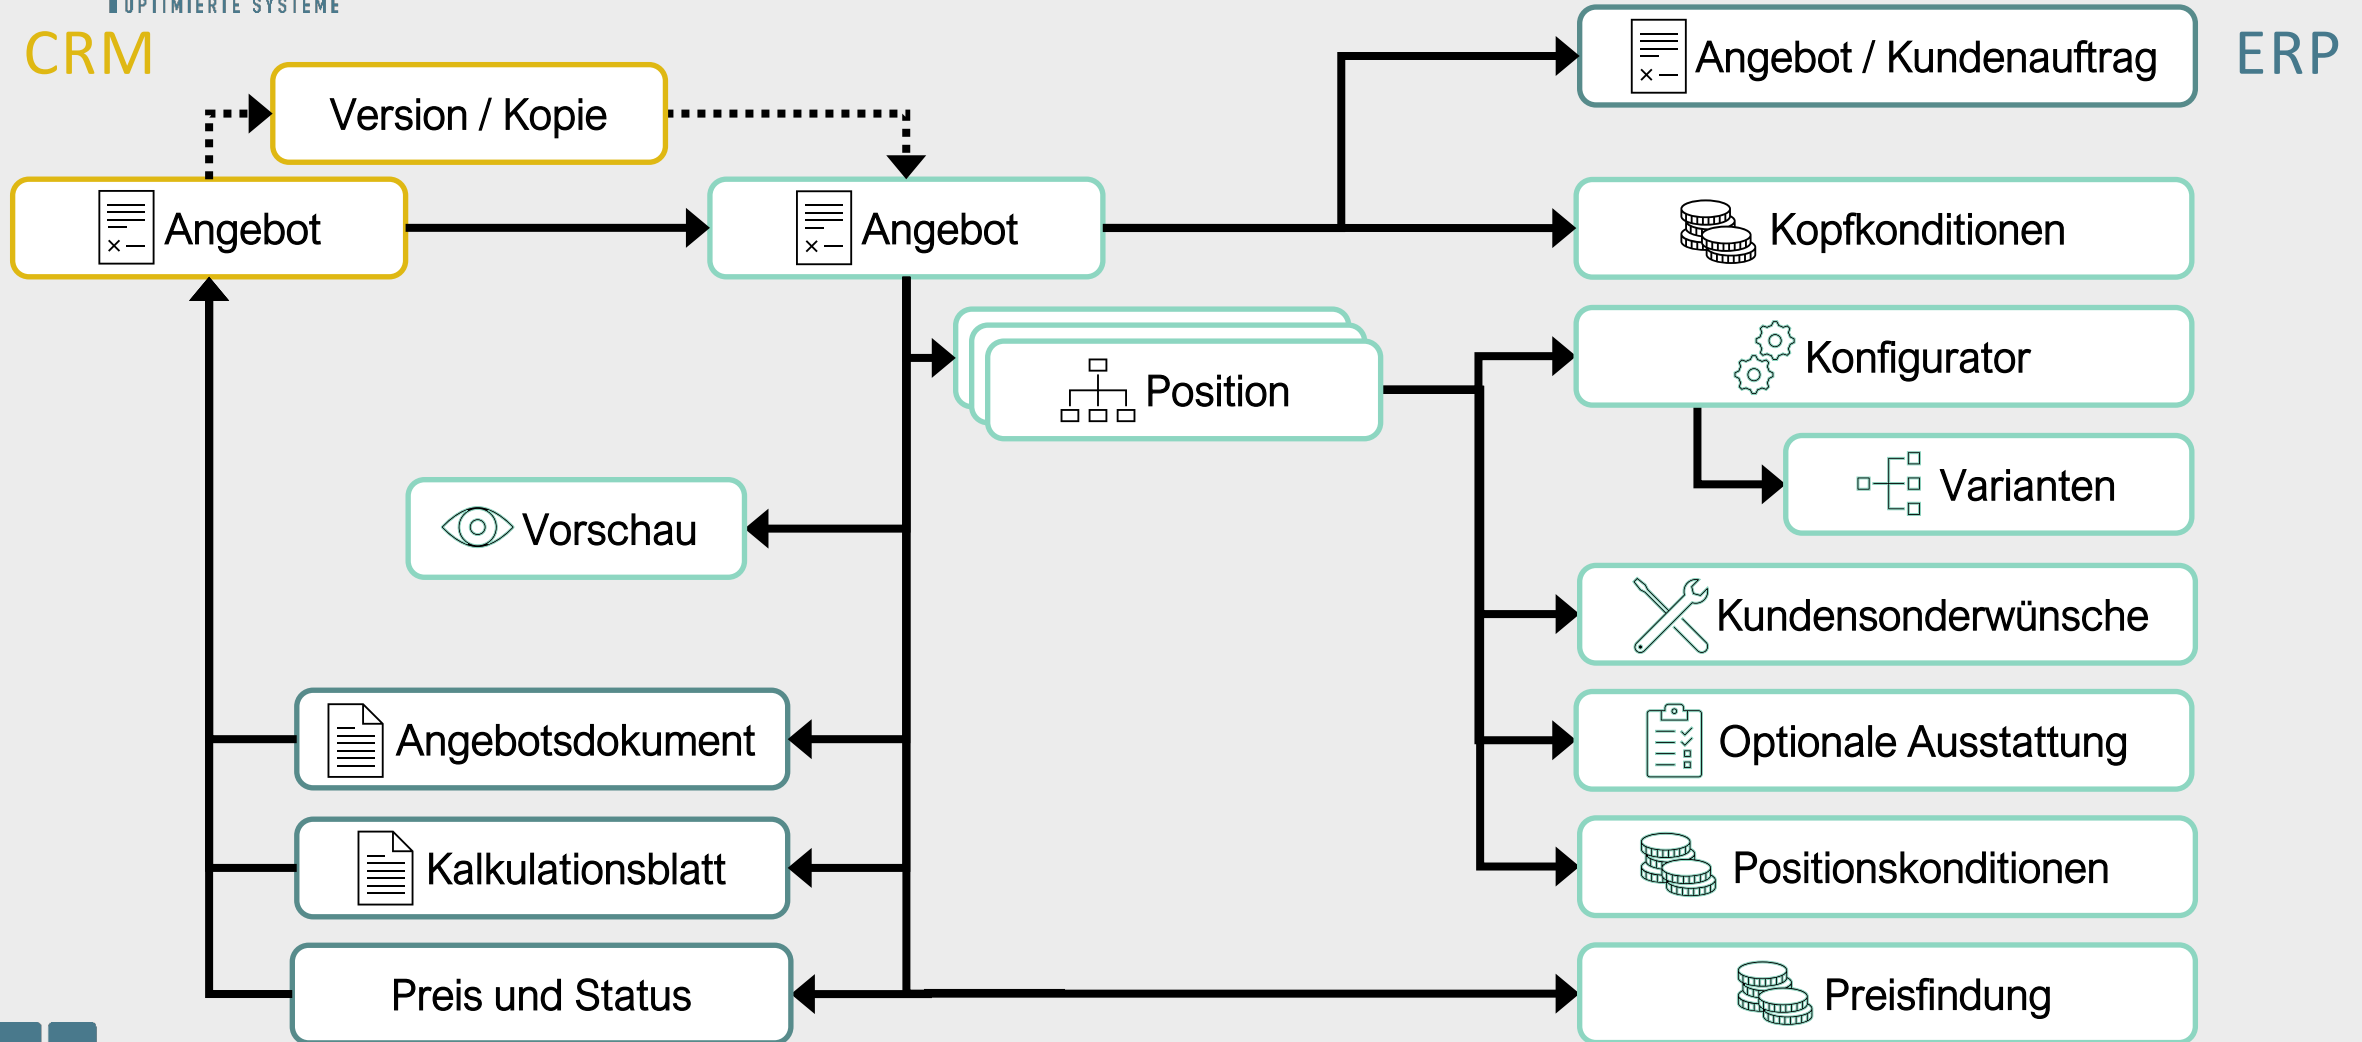 OPTIMIERTE SYSTEME
CRM
ERP
Version / Kopie
Angebot / Kundenauftrag
Angebot
Angebot
Kopfkonditionen
Position
Konfigurator
Varianten
Vorschau
Kundensonderwünsche
Angebotsdokument
Optionale Ausstattung
Kalkulationsblatt
Positionskonditionen
Preis und Status
Preisfindung